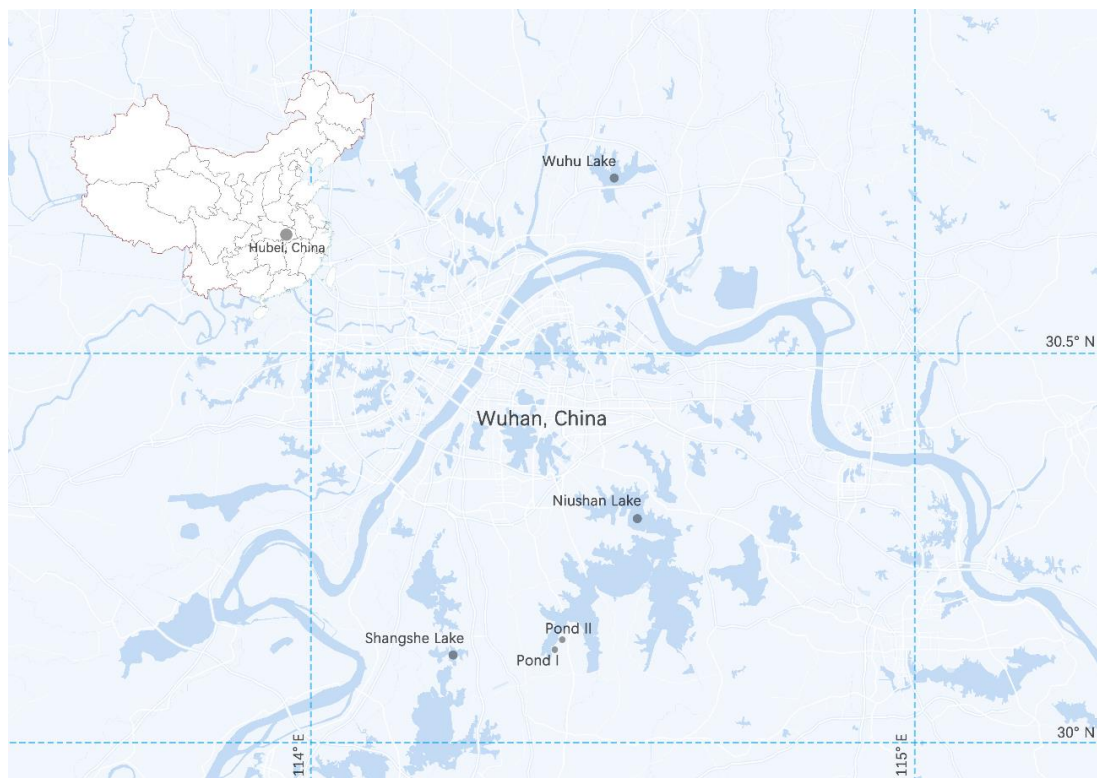 Wuhu Lake
Hubei, China
30.5° N
Wuhan, China
Niushan Lake
Pond II
Shangshe Lake
Pond I
30° N
114° E
115° E